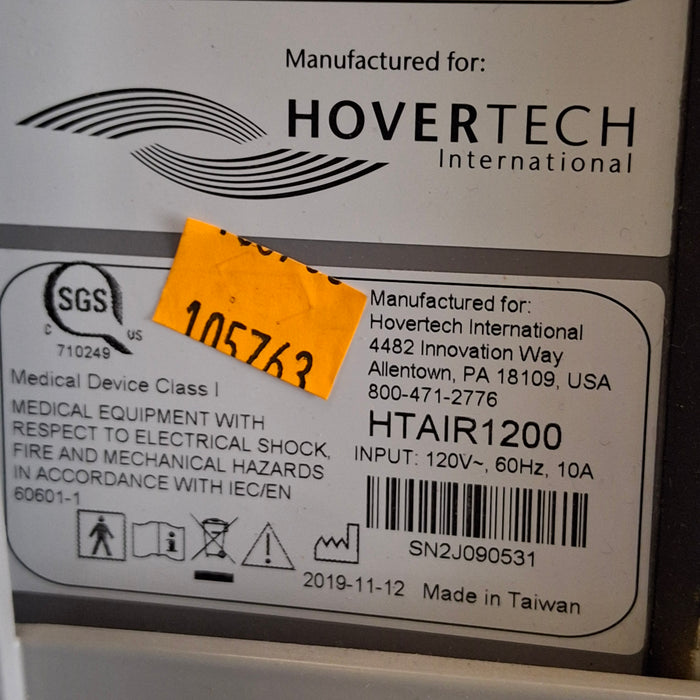 Manufactured for:
HOVERTECH
International
SGS
C US
710249
105763
Medical Device Class I
MEDICAL EQUIPMENT WITH
RESPECT TO ELECTRICAL SHOCK,
FIRE AND MECHANICAL HAZARDS
IN ACCORDANCE WITH IEC/EN
60601-1
Manufactured for:
Hovertech International
4482 Innovation Way
Allentown, PA 18109, USA
800-471-2776
HTAIR1200
INPUT: 120V~, 60Hz, 10A
SN2J090531
2019-11-12 Made in Taiwan